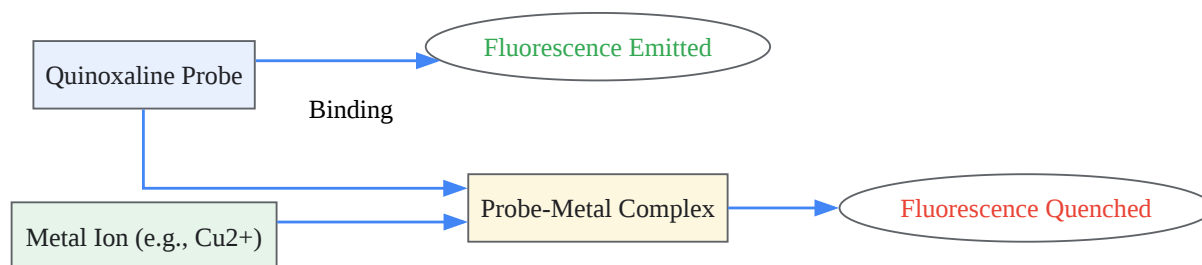 Fluorescence Emitted
Quinoxaline Probe
Binding
Probe-Metal Complex
Fluorescence Quenched
Metal Ion (e.g., Cu2+)